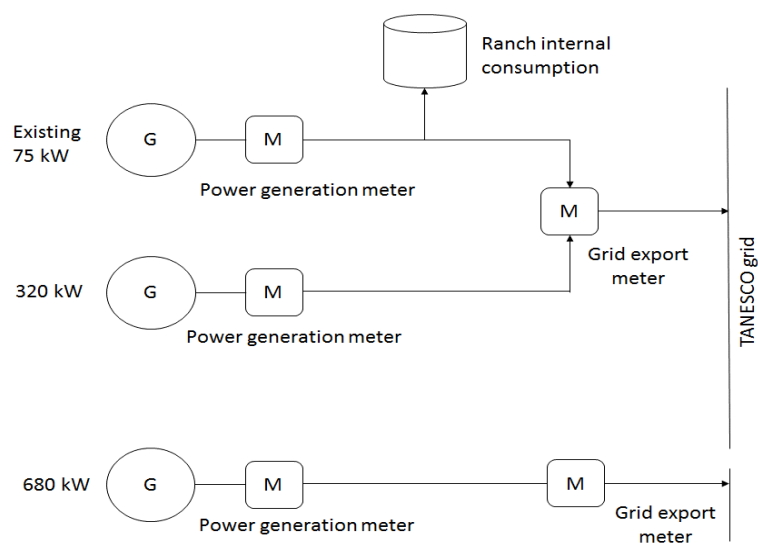 Ranch internal
consumption
Existing
75 kW
G
M
Power generation meter
M
Grid export
meter
320 kW
G
M
Power generation meter
TANESCO grid
680 kW
G
M
Power generation meter
M
Grid export
meter